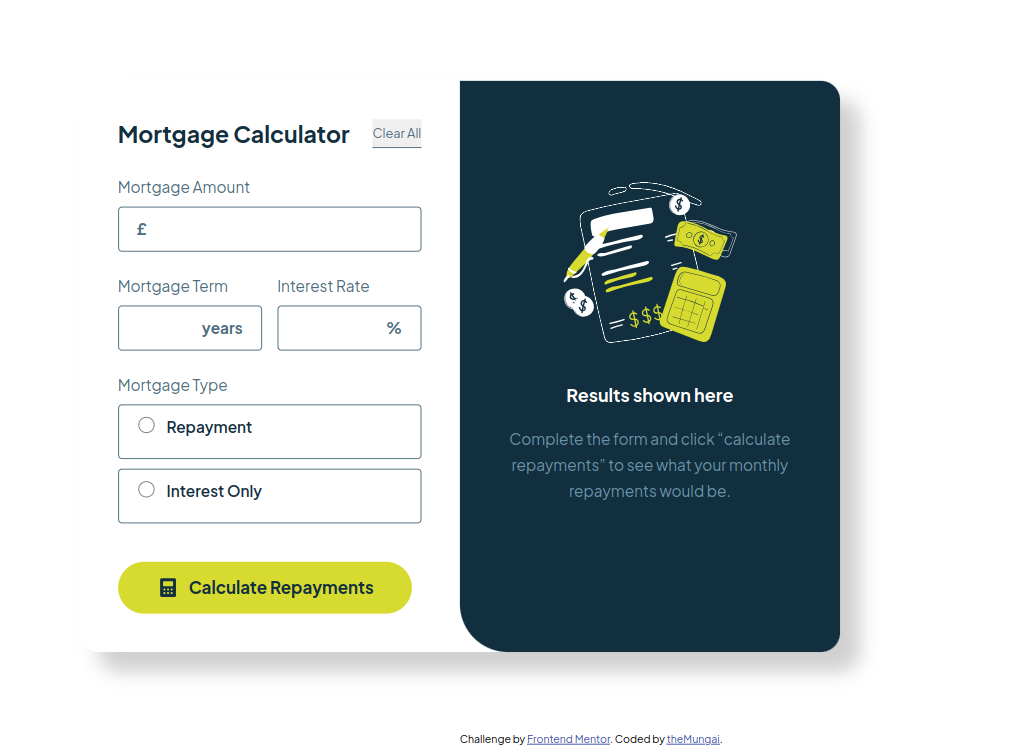 Mortgage Calculator
Clear All
Mortgage Amount
£
Mortgage Term
Interest Rate
years
%
Mortgage Type
Repayment
Interest Only
Calculate Repayments
$
$
$
$
$$$
Results shown here
Complete the form and click “calculate
repayments” to see what your monthly
repayments would be.
Challenge by Frontend Mentor. Coded by theMungai.